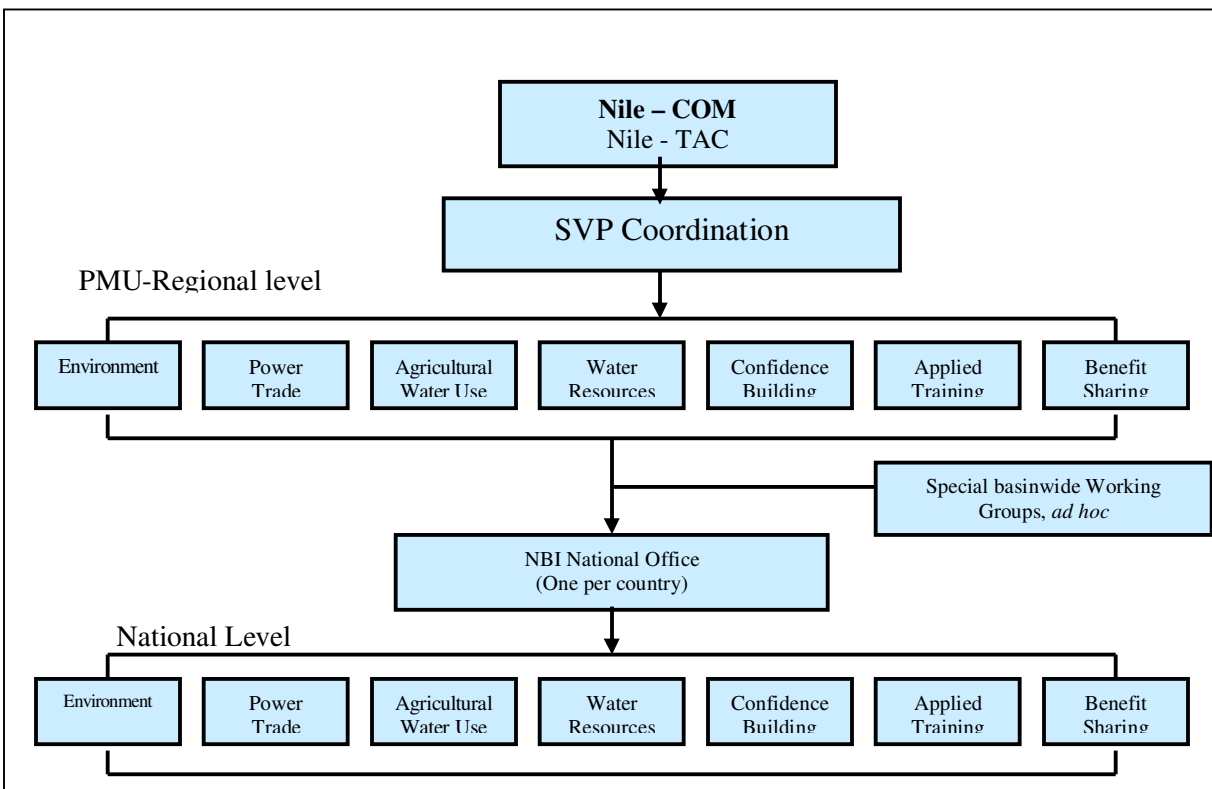 Nile – COM
Nile - TAC
SVP Coordination
PMU-Regional level
Environment
Power
Trade
Agricultural
Water Use
Water
Resources
Confidence
Building
Applied
Training
Benefit
Sharing
Special basinwide Working
Groups, ad hoc
NBI National Office
(One per country)
National Level
Environment
Power
Trade
Agricultural
Water Use
Water
Resources
Confidence
Building
Applied
Training
Benefit
Sharing